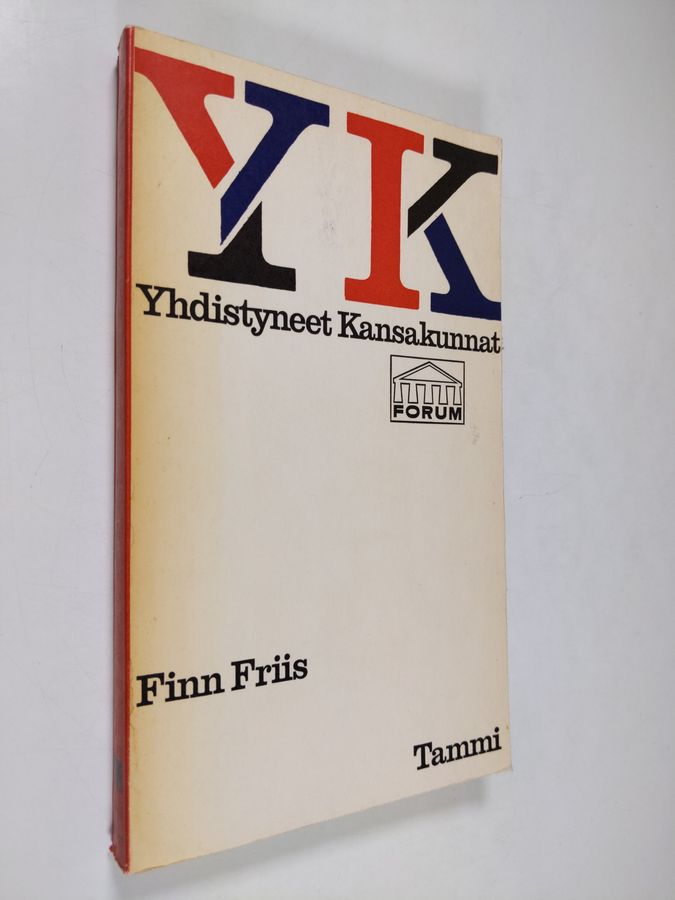 YK
Yhdistyneet Kansakunnat
FORUM
Finn Friis
Tammi